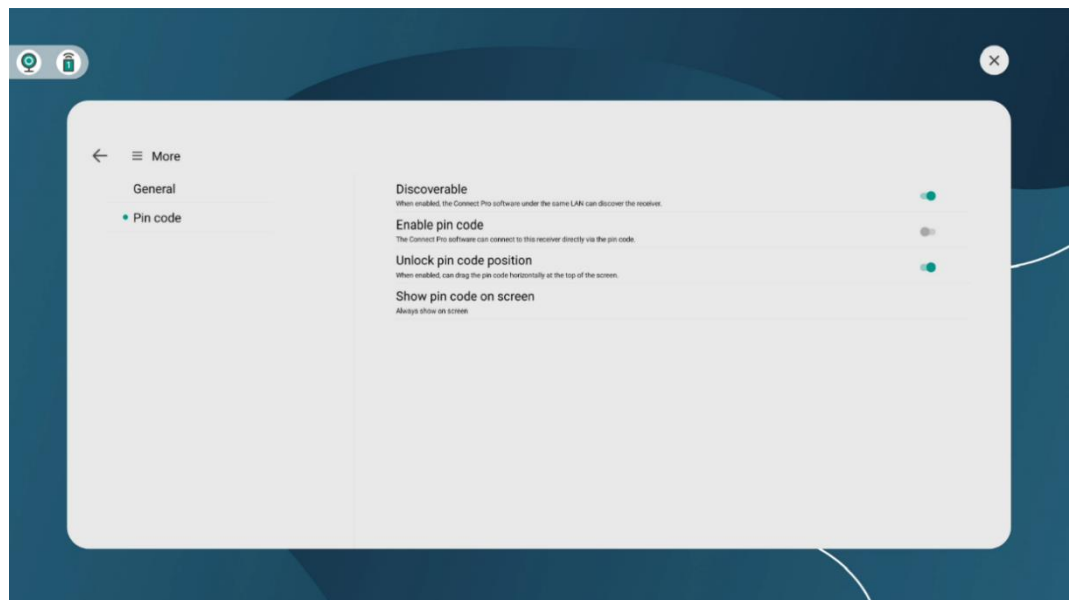 1
More
General
Pin code
Discoverable
When enabled, the Connect Pro software under the same LAN can discover the receiver.
Enable pin code
The Connect Pro software can connect to this receiver directly via the pin code.
Unlock pin code position
When enabled, can drag the pin code horizontally at the top of the screen.
Show pin code on screen
Always show on screen